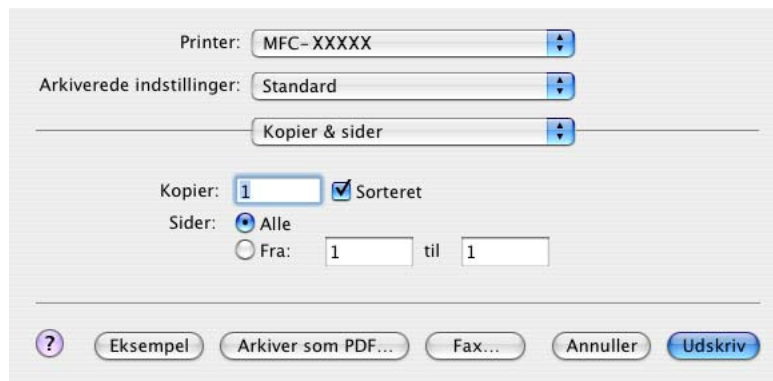 Printer: MFC-XXXXX
Arkiverede indstillinger: Standard
Kopier & sider
Kopier: 1 Sorteret
Sider: Alle
Fra: 1 til 1
? Eksempel Arkiver som PDF... Fax... Annuller Udskriv